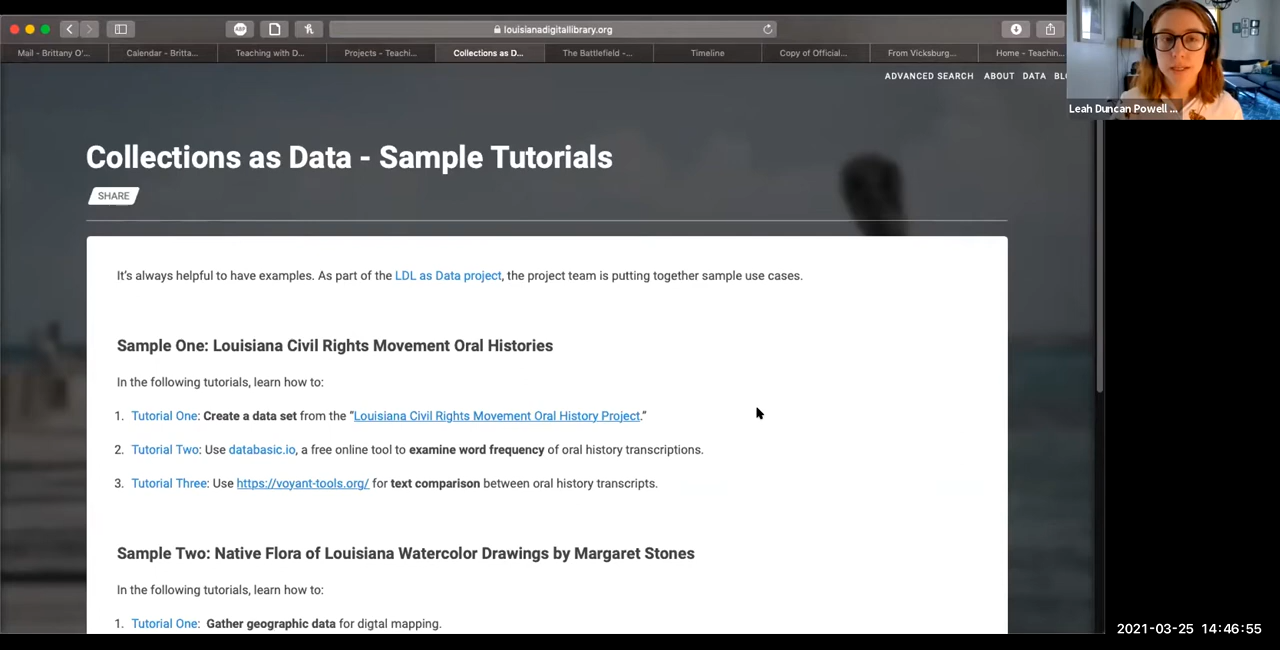 louisianadigitallibrary.org
Mail - Brittany O'...
Calendar - Britta...
Teaching with D...
Projects - Teachi...
Collections as D...
The Battlefield -...
Timeline
Copy of Official...
From Vicksburg...
Home - Teachin...
ADVANCED SEARCH ABOUT DATA BLO
Leah Duncan Powell ...
Collections as Data - Sample Tutorials
SHARE
It's always helpful to have examples. As part of the LDL as Data project, the project team is putting together sample use cases.
Sample One: Louisiana Civil Rights Movement Oral Histories
In the following tutorials, learn how to:
1. Tutorial One: Create a data set from the "Louisiana Civil Rights Movement Oral History Project."
2. Tutorial Two: Use databasic.io, a free online tool to examine word frequency of oral history transcriptions.
3. Tutorial Three: Use https://voyant-tools.org/ for text comparison between oral history transcripts.
Sample Two: Native Flora of Louisiana Watercolor Drawings by Margaret Stones
In the following tutorials, learn how to:
1. Tutorial One: Gather geographic data for digtal mapping.
2021-03-25 14:46:55